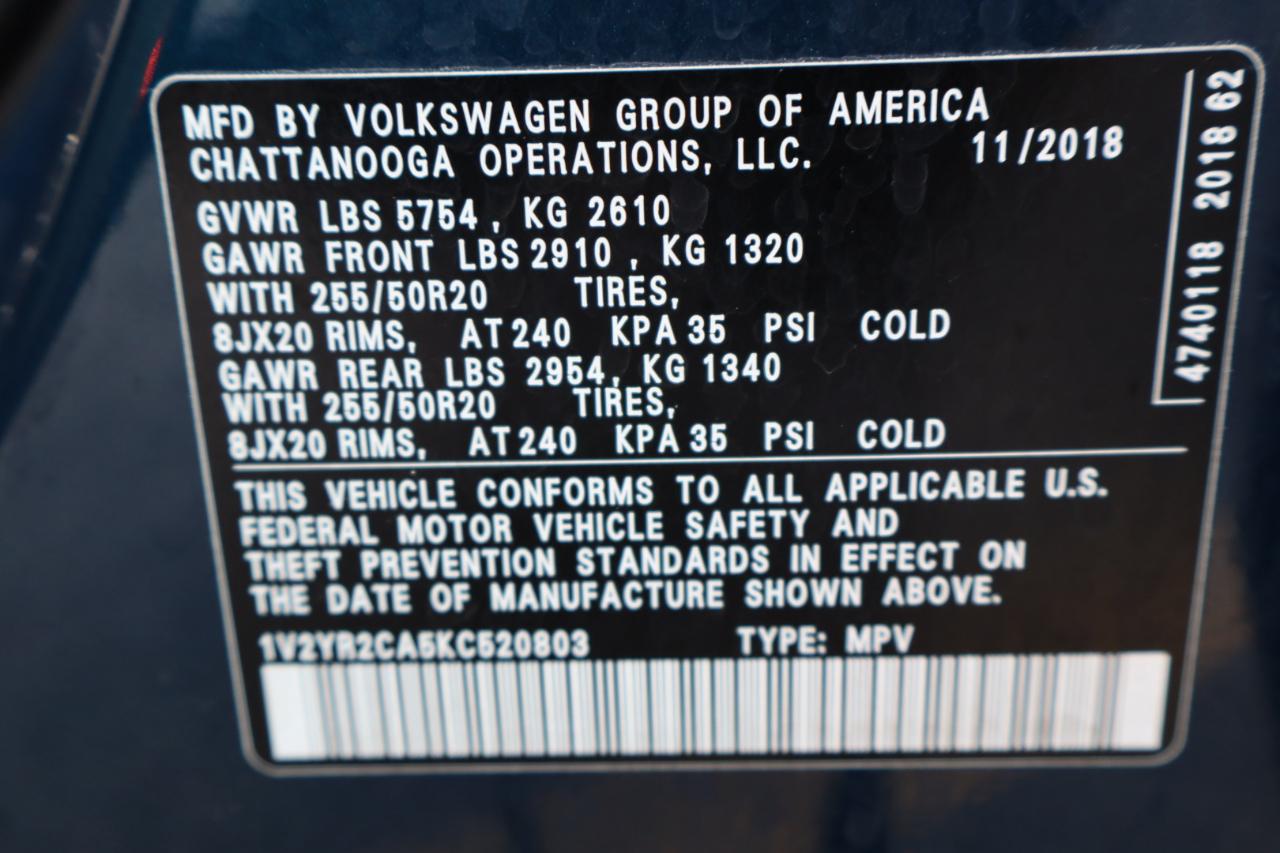 MFD BY VOLKSWAGEN GROUP OF AMERICA
CHATTANOOGA OPERATIONS, LLC. 11/2018
GVWR LBS 5754 , KG 2610
GAWR FRONT LBS 2910 , KG 1320
WITH 255/50R20 TIRES,
8JX20 RIMS, AT 240 KPA 35 PSI COLD
GAWR REAR LBS 2954, KG 1340
WITH 255/50R20 TIRES,
8JX20 RIMS, AT 240 KPA 35 PSI COLD
THIS VEHICLE CONFORMS TO ALL APPLICABLE U.S.
FEDERAL MOTOR VEHICLE SAFETY AND
THEFT PREVENTION STANDARDS IN EFFECT ON
THE DATE OF MANUFACTURE SHOWN ABOVE.
1V2YR2CA5KC520803 TYPE: MPV
4740118 2018 62